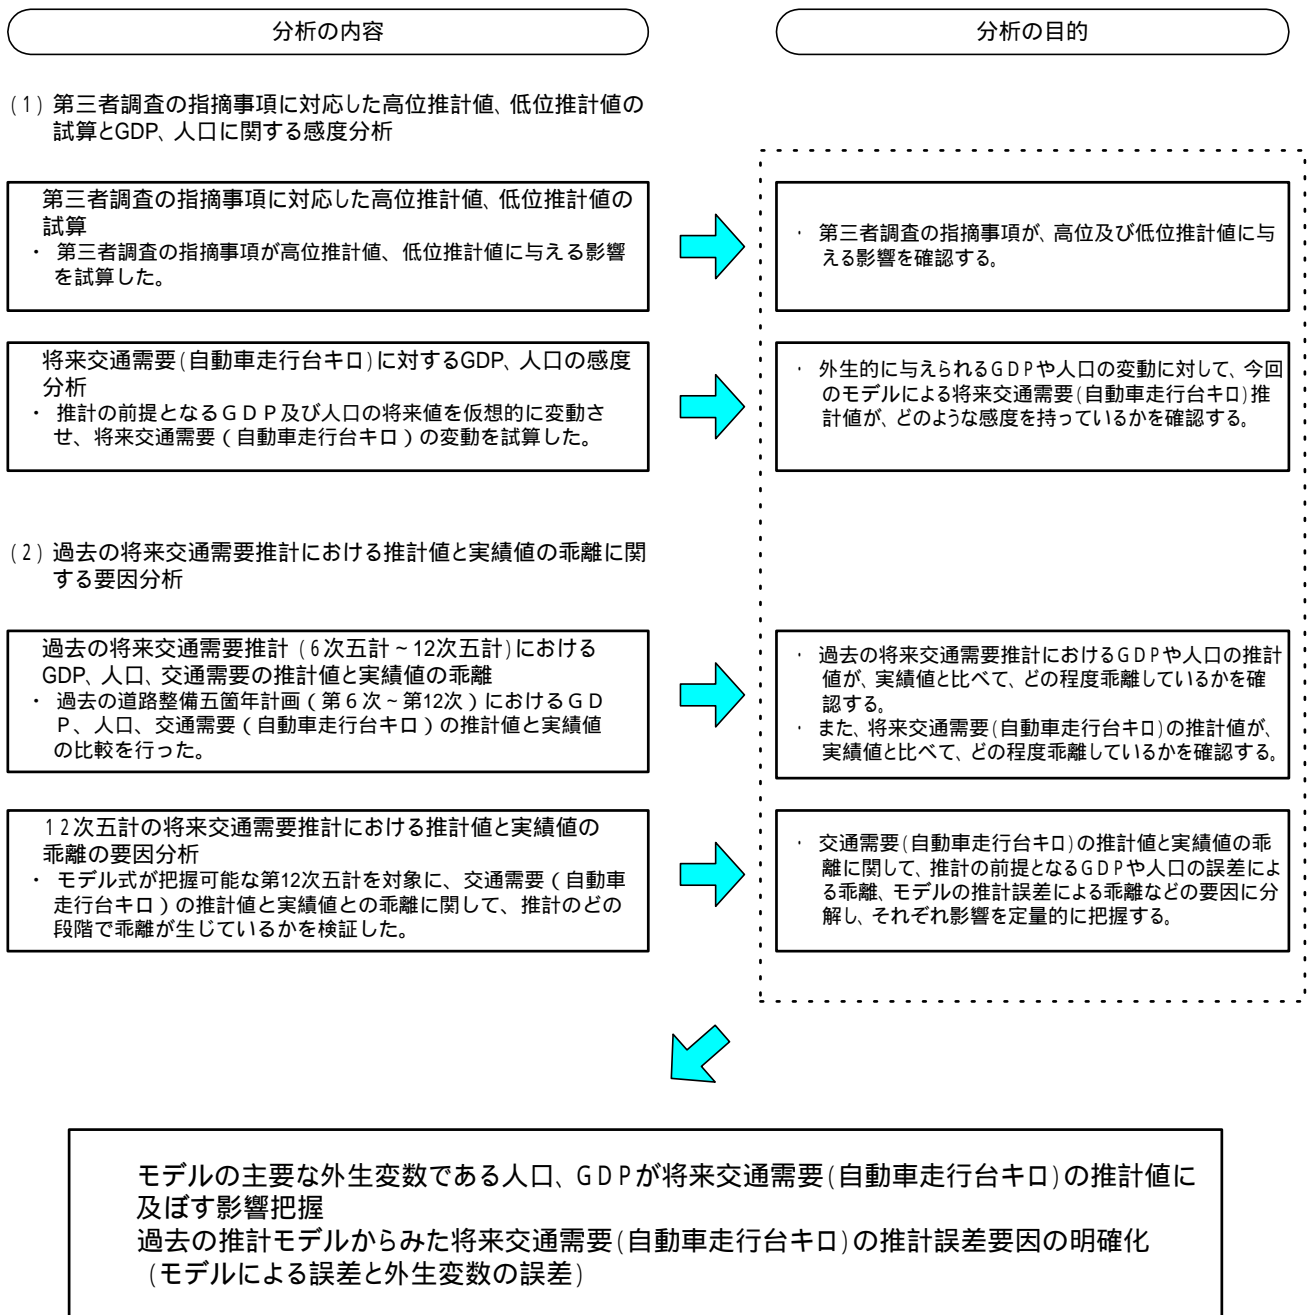 分析の内容
分析の目的
(1) 第三者調査の指摘事項に対応した高位推計値、低位推計値の
試算とGDP、人口に関する感度分析
第三者調査の指摘事項に対応した高位推計値、低位推計値の
試算
・ 第三者調査の指摘事項が高位推計値、低位推計値に与える影響
を試算した。
・ 第三者調査の指摘事項が、高位及び低位推計値に与
える影響を確認する。
将来交通需要(自動車走行台キロ)に対するGDP、人口の感度
分析
・ 推計の前提となるGDP及び人口の将来値を仮想的に変動さ
せ、将来交通需要(自動車走行台キロ)の変動を試算した。
・ 外生的に与えられるGDPや人口の変動に対して、今回
のモデルによる将来交通需要(自動車走行台キロ)推
計値が、どのような感度を持っているかを確認する。
(2) 過去の将来交通需要推計における推計値と実績値の乖離に関
する要因分析
過去の将来交通需要推計 (6次五計~12次五計)における
GDP、人口、交通需要の推計値と実績値の乖離
・ 過去の道路整備五箇年計画(第6次~第12次)におけるGD
P、人口、交通需要(自動車走行台キロ)の推計値と実績値
の比較を行った。
・ 過去の将来交通需要推計におけるGDPや人口の推計
値が、実績値と比べて、どの程度乖離しているかを確
認する。
・ また、将来交通需要(自動車走行台キロ)の推計値が、
実績値と比べて、どの程度乖離しているかを確認する。
12次五計の将来交通需要推計における推計値と実績値の
乖離の要因分析
・ モデル式が把握可能な第12次五計を対象に、交通需要(自動車
走行台キロ)の推計値と実績値との乖離に関して、推計のどの
段階で乖離が生じているかを検証した。
・ 交通需要(自動車走行台キロ)の推計値と実績値の乖
離に関して、推計の前提となるGDPや人口の誤差によ
る乖離、モデルの推計誤差による乖離などの要因に分
解し、それぞれ影響を定量的に把握する。
モデルの主要な外生変数である人口、GDPが将来交通需要(自動車走行台キロ)の推計値に
及ぼす影響把握
過去の推計モデルからみた将来交通需要(自動車走行台キロ)の推計誤差要因の明確化
(モデルによる誤差と外生変数の誤差)